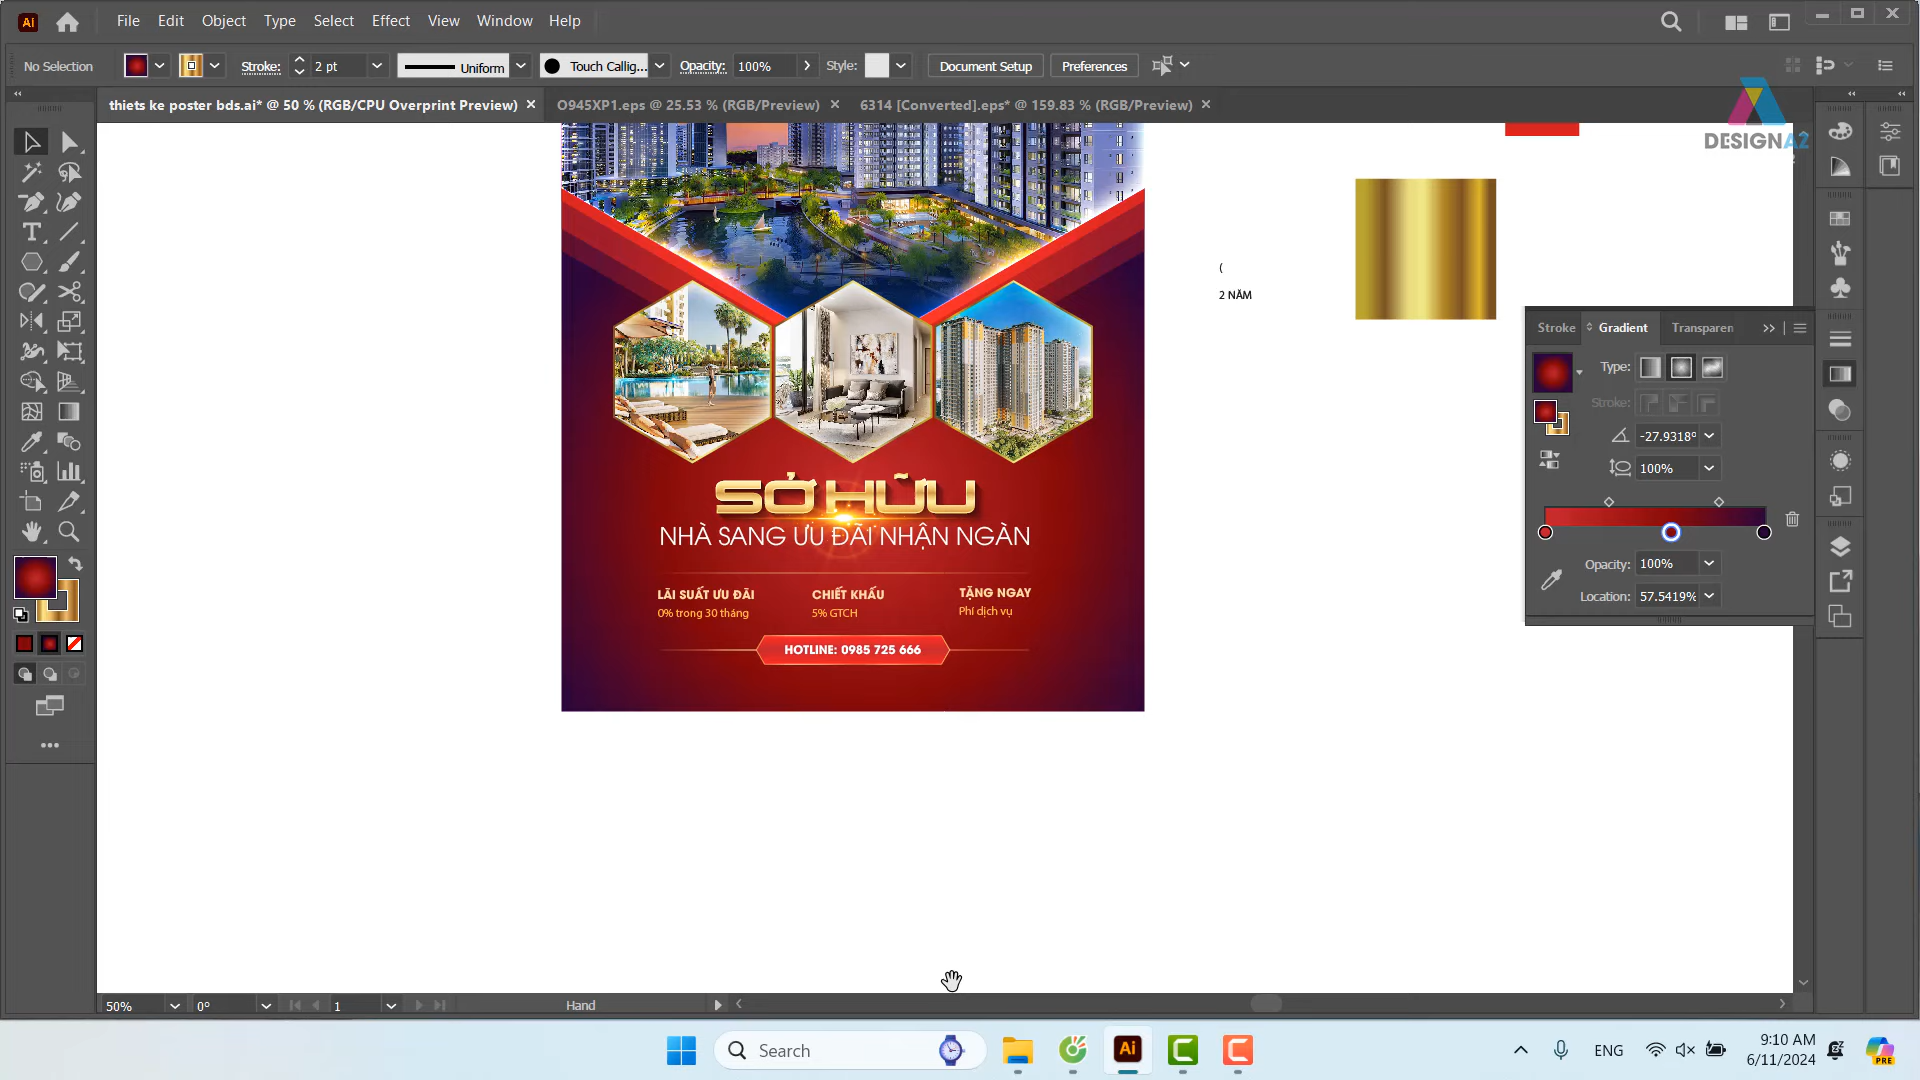 File Edit Object Type Select Effect View Window Help
No Selection Stroke: 2 pt Uniform Touch Callig... Opacity: 100% Style: Document Setup Preferences
thiets ke poster bds.ai* @ 50 % (RGB/CPU Overprint Preview) O945XP1.eps @ 25.53 % (RGB/Preview) 6314 [Converted].eps* @ 159.83 % (RGB/Preview)
DESIGNA2
(
2 NĂM
Stroke Gradient Transparen
Type:
Stroke:
-27.9318°
100%
Opacity: 100%
Location: 57.5419%
SỞ HỮU
NHÀ SANG ƯU ĐÃI NHẬN NGÀN
LÃI SUẤT ƯU ĐÃI CHIẾT KHẤU TẶNG NGAY
0% trong 30 tháng 5% GTCH Phí dịch vụ
HOTLINE: 0985 725 666
50% 0° 1 Hand
Search
Ai
ENG
9:10 AM
6/11/2024
PRE